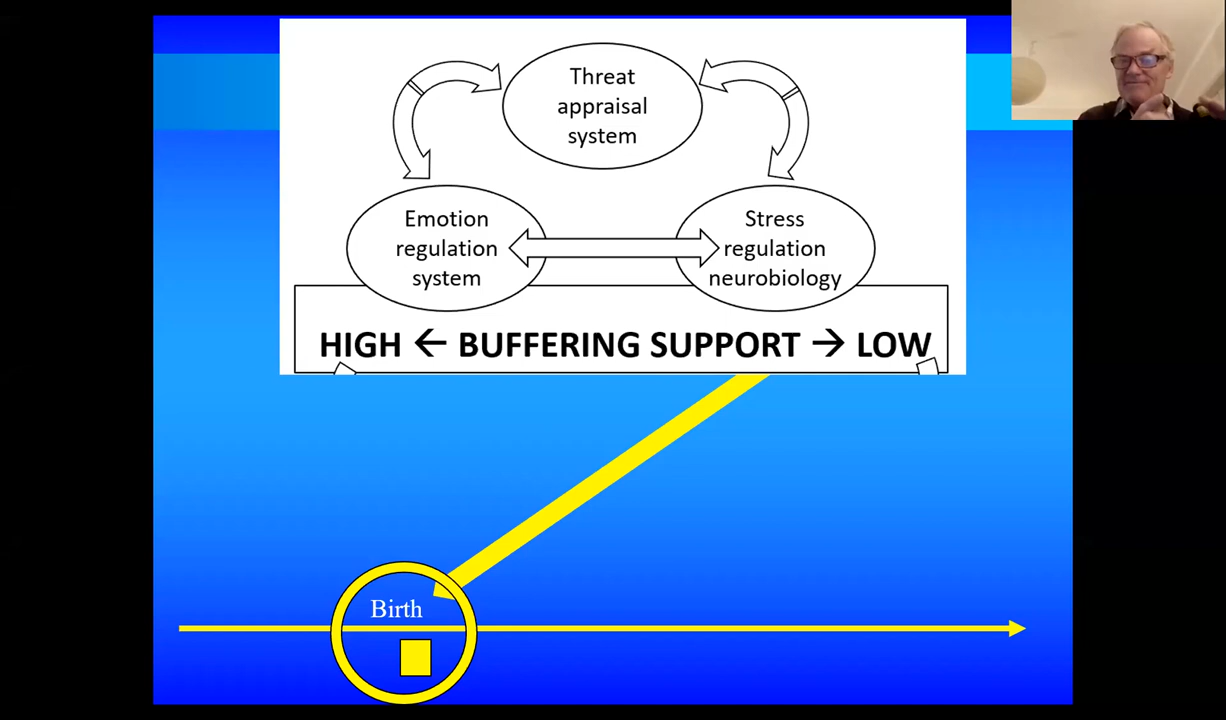 Threat
appraisal
system
Emotion
regulation
system
Stress
regulation
neurobiology
HIGH ← BUFFERING SUPPORT → LOW
Birth